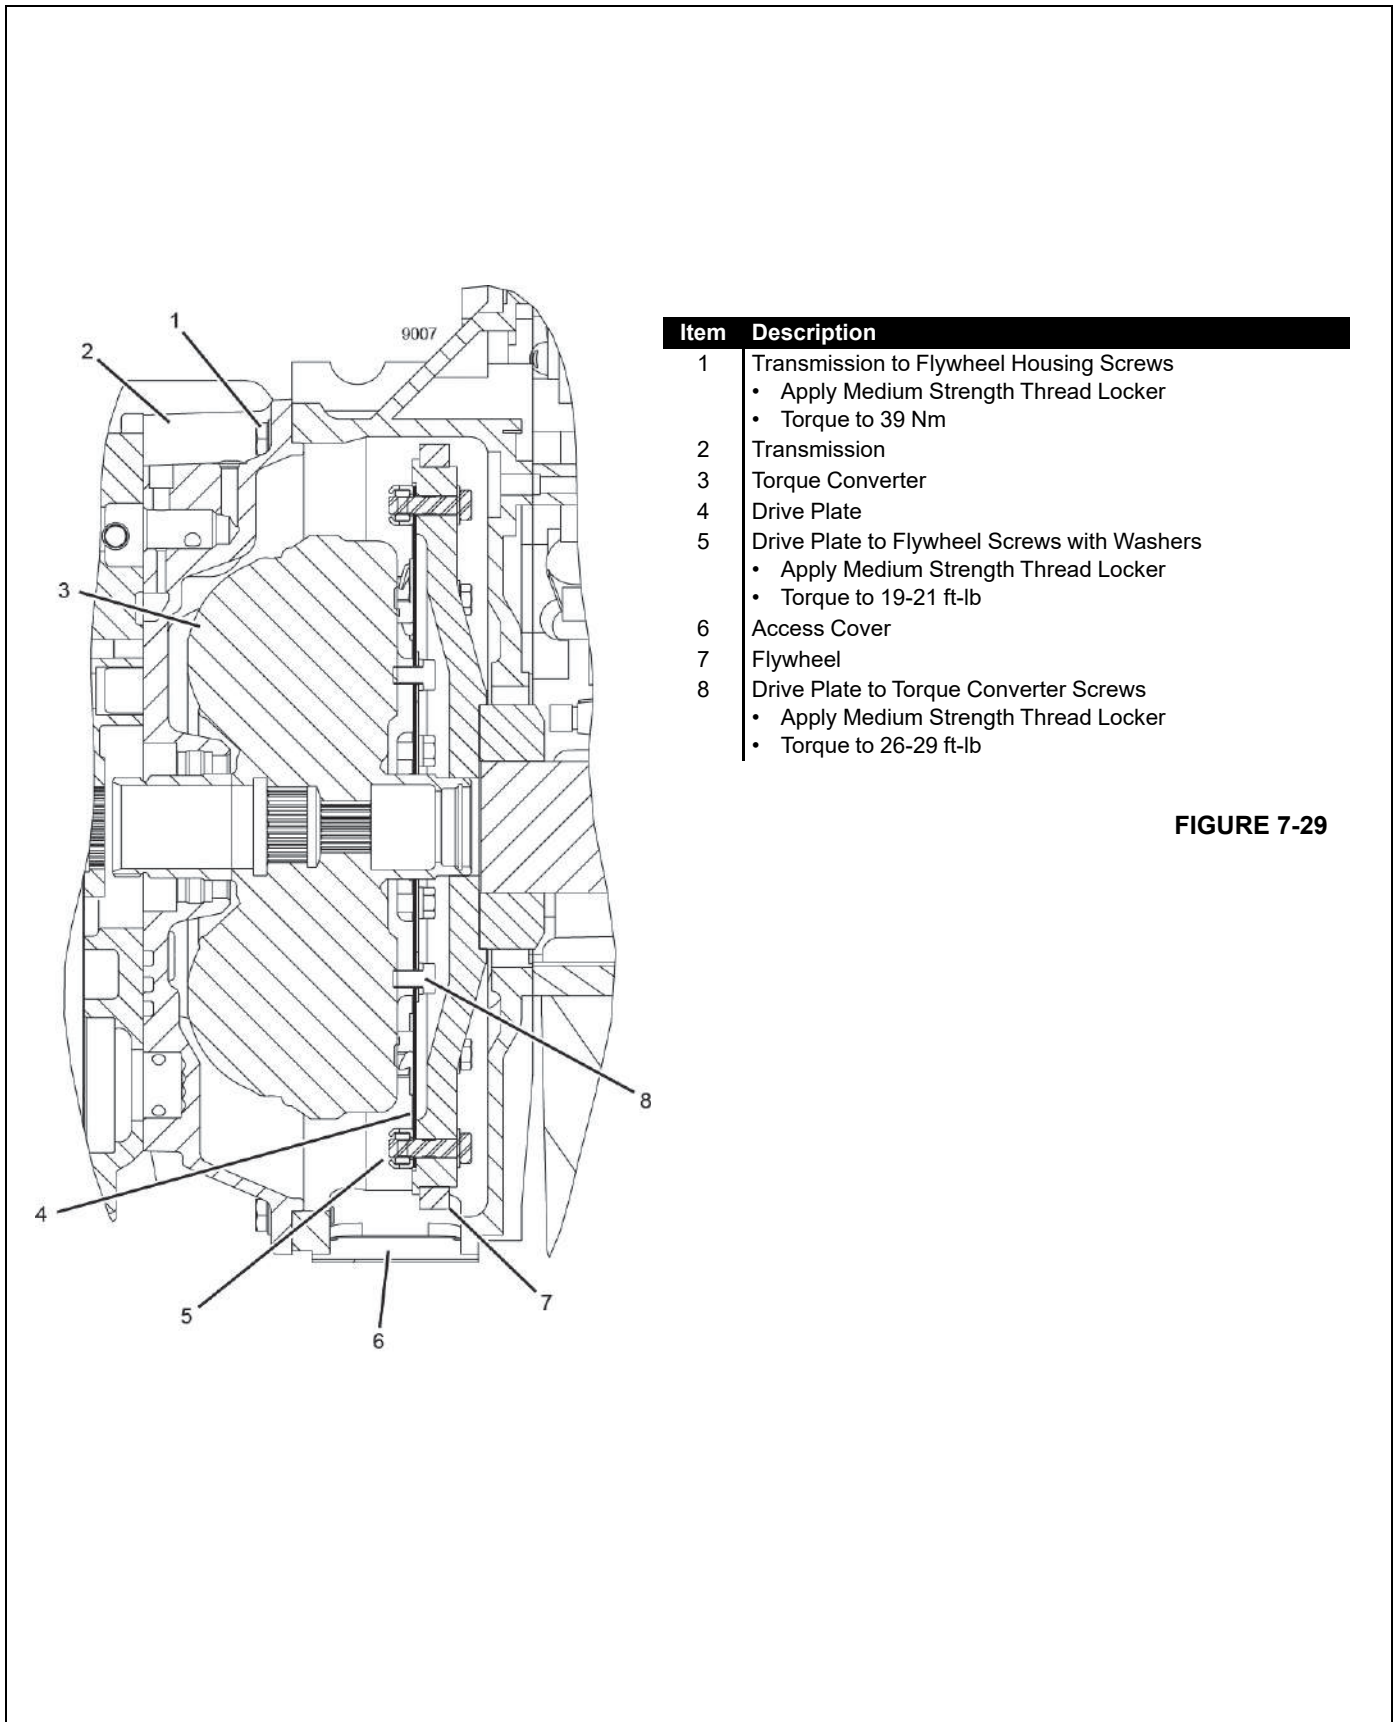 1
2
9007
3
4
5
6
7
8
Item Description
1 Transmission to Flywheel Housing Screws
• Apply Medium Strength Thread Locker
• Torque to 39 Nm
2 Transmission
3 Torque Converter
4 Drive Plate
5 Drive Plate to Flywheel Screws with Washers
• Apply Medium Strength Thread Locker
• Torque to 19-21 ft-lb
6 Access Cover
7 Flywheel
8 Drive Plate to Torque Converter Screws
• Apply Medium Strength Thread Locker
• Torque to 26-29 ft-lb
FIGURE 7-29